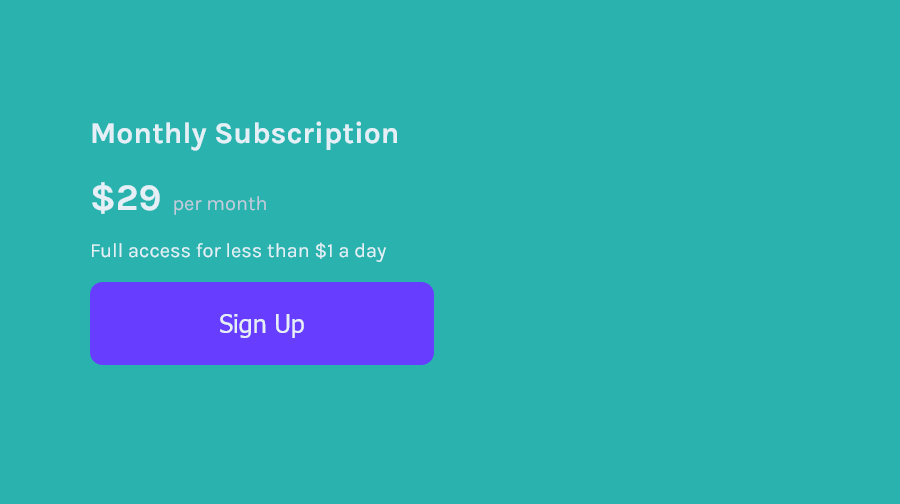 Monthly Subscription
$29 per month
Full access for less than $1 a day
Sign Up